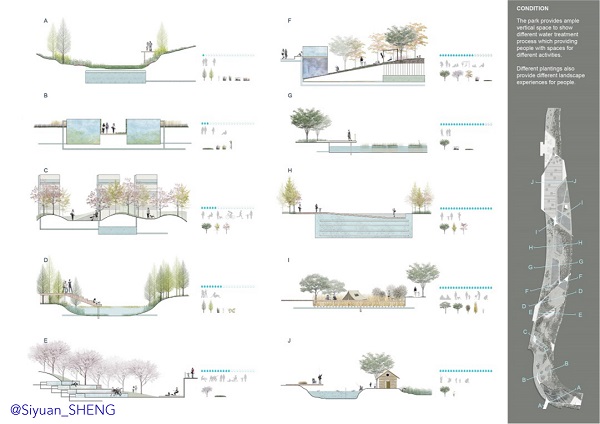 A
B
C
D
E
F
G
H
I
J
CONDITION
The park provides ample
vertical space to show
different water treatment
process which providing
people with spaces for
different activities.
Different plantings also
provide different landscape
experiences for people.
J J
I
I
H H
G G
F
F
D
D
E E
C
C
B B
A
A
@Siyuan_SHENG